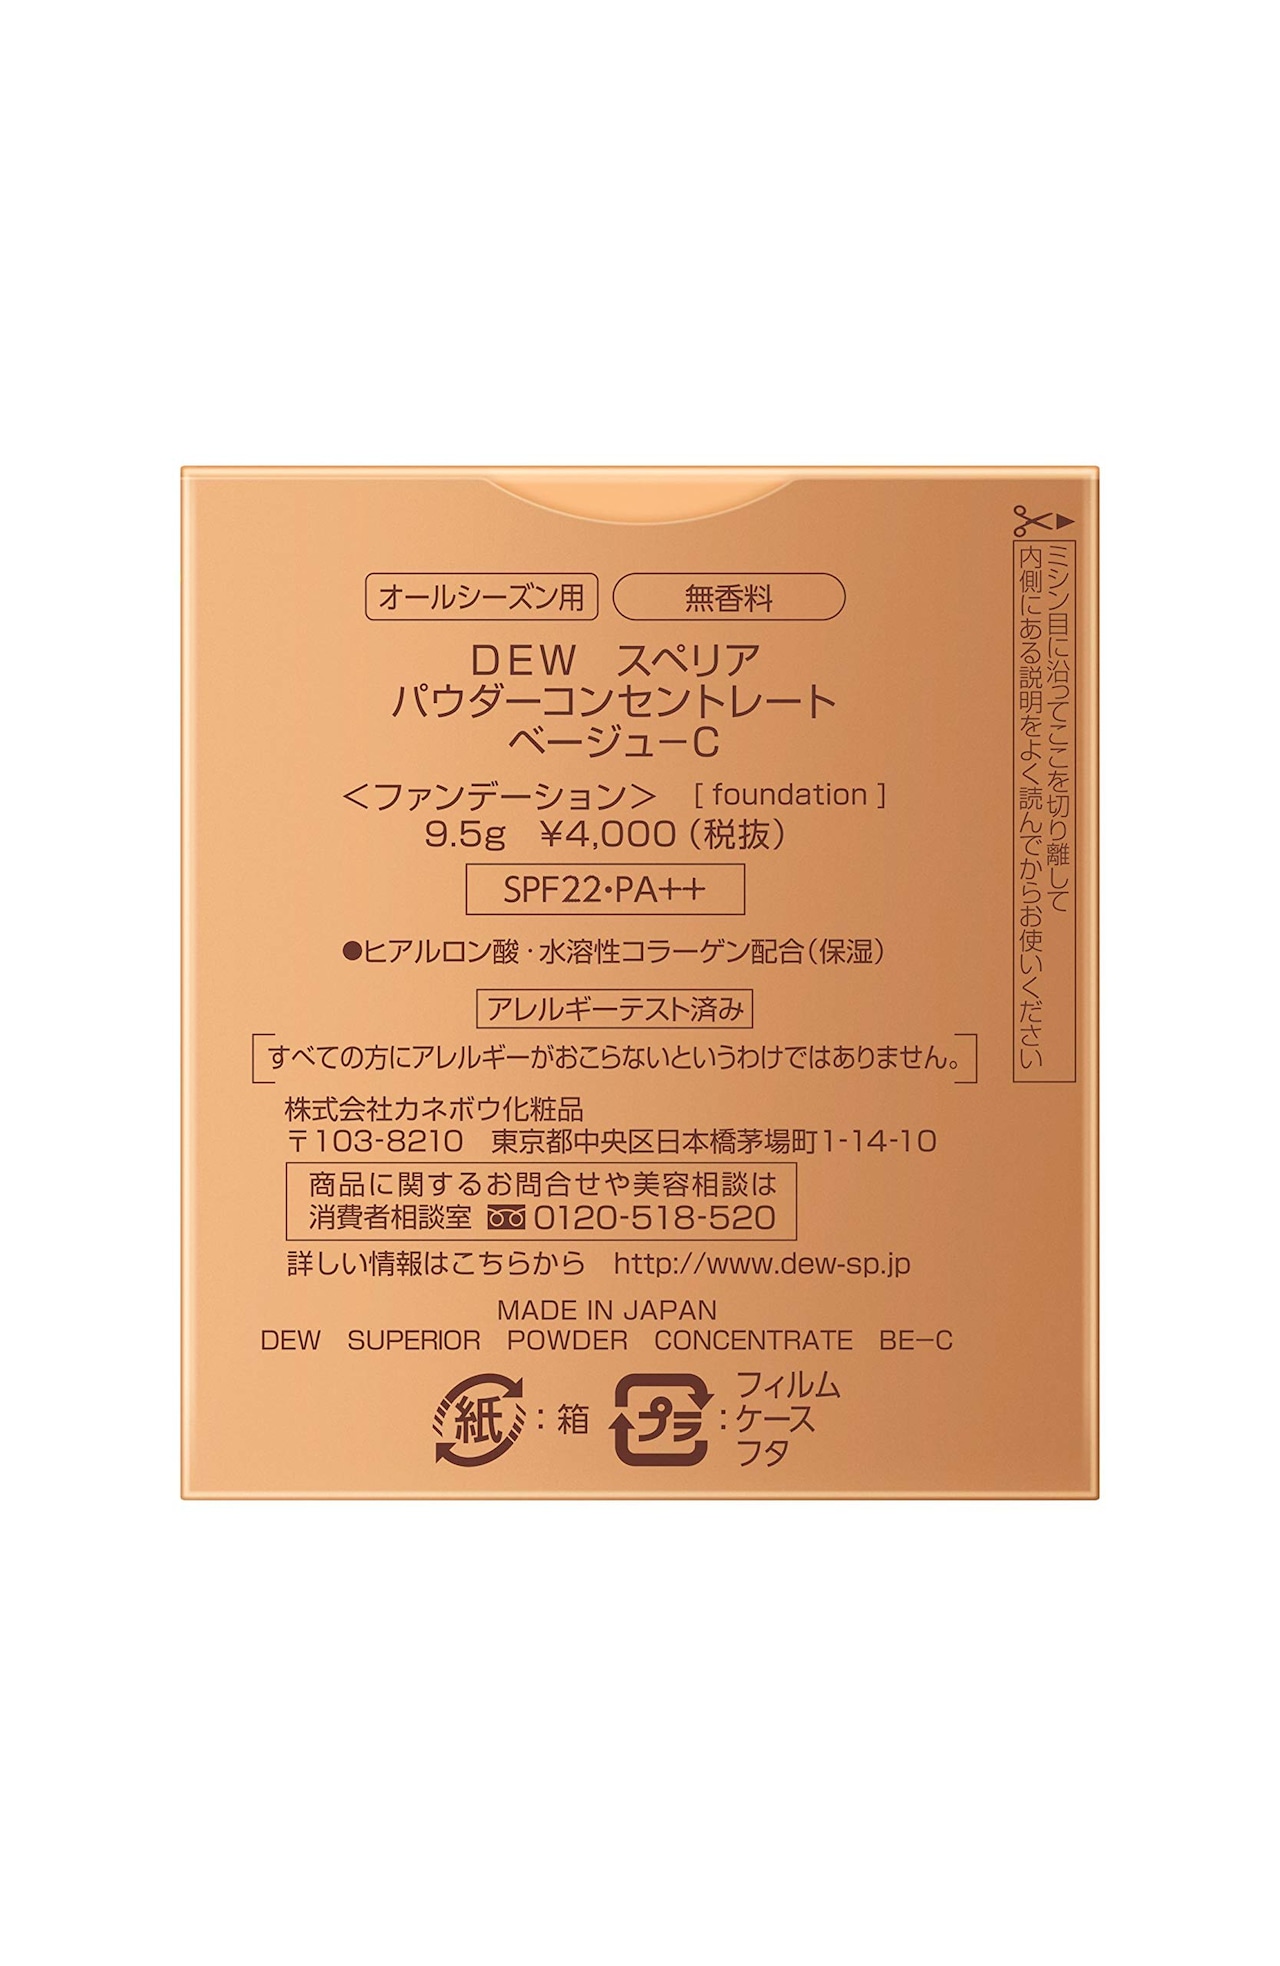 オールシーズン用 無香料
DEW スペリア
パウダーコンセントレート
ベージュ−C
＜ファンデーション＞ [ foundation ]
9.5g ¥4,000（税抜）
SPF22・PA++
●ヒアルロン酸・水溶性コラーゲン配合（保湿）
アレルギーテスト済み
すべての方にアレルギーがおこらないというわけではありません。
株式会社カネボウ化粧品
〒103-8210 東京都中央区日本橋茅場町1-14-10
商品に関するお問合せや美容相談は
消費者相談室 0120-518-520
詳しい情報はこちらから http://www.dew-sp.jp
MADE IN JAPAN
DEW SUPERIOR POWDER CONCENTRATE BE−C
紙：箱
プラ：フィルム
ケース
フタ
ミシン目に沿ってここを切り離して
内側にある説明をよく読んでからお使いください